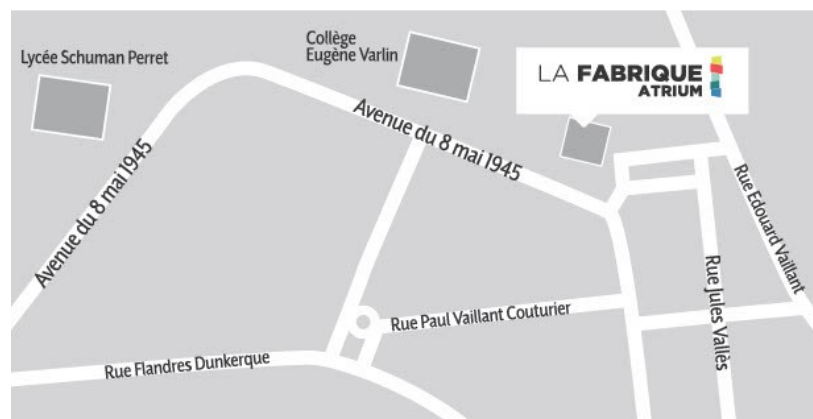 Lycée Schuman Perret
Collège
Eugène Varlin
LA FABRIQUE
ATRIUM
Avenue du 8 mai 1945
Avenue du 8 mai 1945
Rue Edouard Vaillant
Rue Jules Vallès
Rue Paul Vaillant Couturier
Rue Flandres Dunkerque